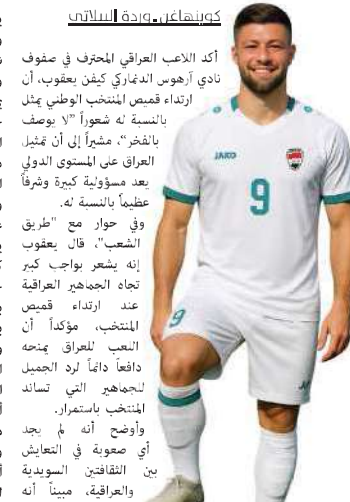 كوبنهاغن ـ وردة البيلاتي
أكد اللاعب العراقي المحترف في صفوف
نادي آرهوس الدنماركي كيفن يعقوب، أن
ارتداء قميص المنتخب الوطني يمثل
بالنسبة له شعوراً "لا يوصف
بالفخر"، مشيراً إلى أن تمثيل
العراق على المستوى الدولي
يعد مسؤولية كبيرة وشرفاً
عظيماً بالنسبة له.
وفي حوار مع "طريق
الشعب"، قال يعقوب
إنه يشعر بواجب كبير
تجاه الجماهير العراقية
عند ارتداء قميص
المنتخب، مؤكداً أن
اللعب للعراق يمنحه
دافعاً دائماً لرد الجميل
للجماهير التي تساند
المنتخب باستمرار.
وأوضح أنه لم يجد
أي صعوبة في التعايش
بين الثقافتين السويدية
والعراقية، مبيناً أنه
JAKO
9
9